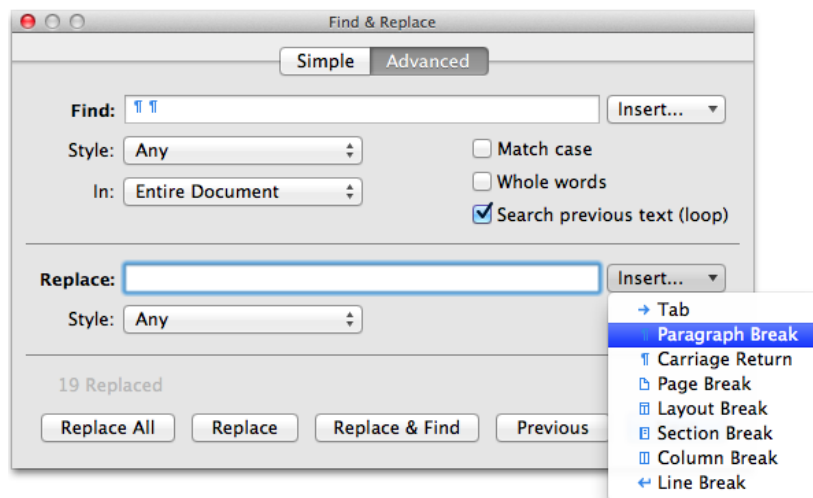 Find & Replace
Simple Advanced
Find: ¶ ¶ Insert...
Style: Any Match case
In: Entire Document Whole words
Search previous text (loop)
Replace: Insert...
Style: Any
Tab
Paragraph Break
Carriage Return
Page Break
Layout Break
Section Break
Column Break
Line Break
19 Replaced
Replace All Replace Replace & Find Previous